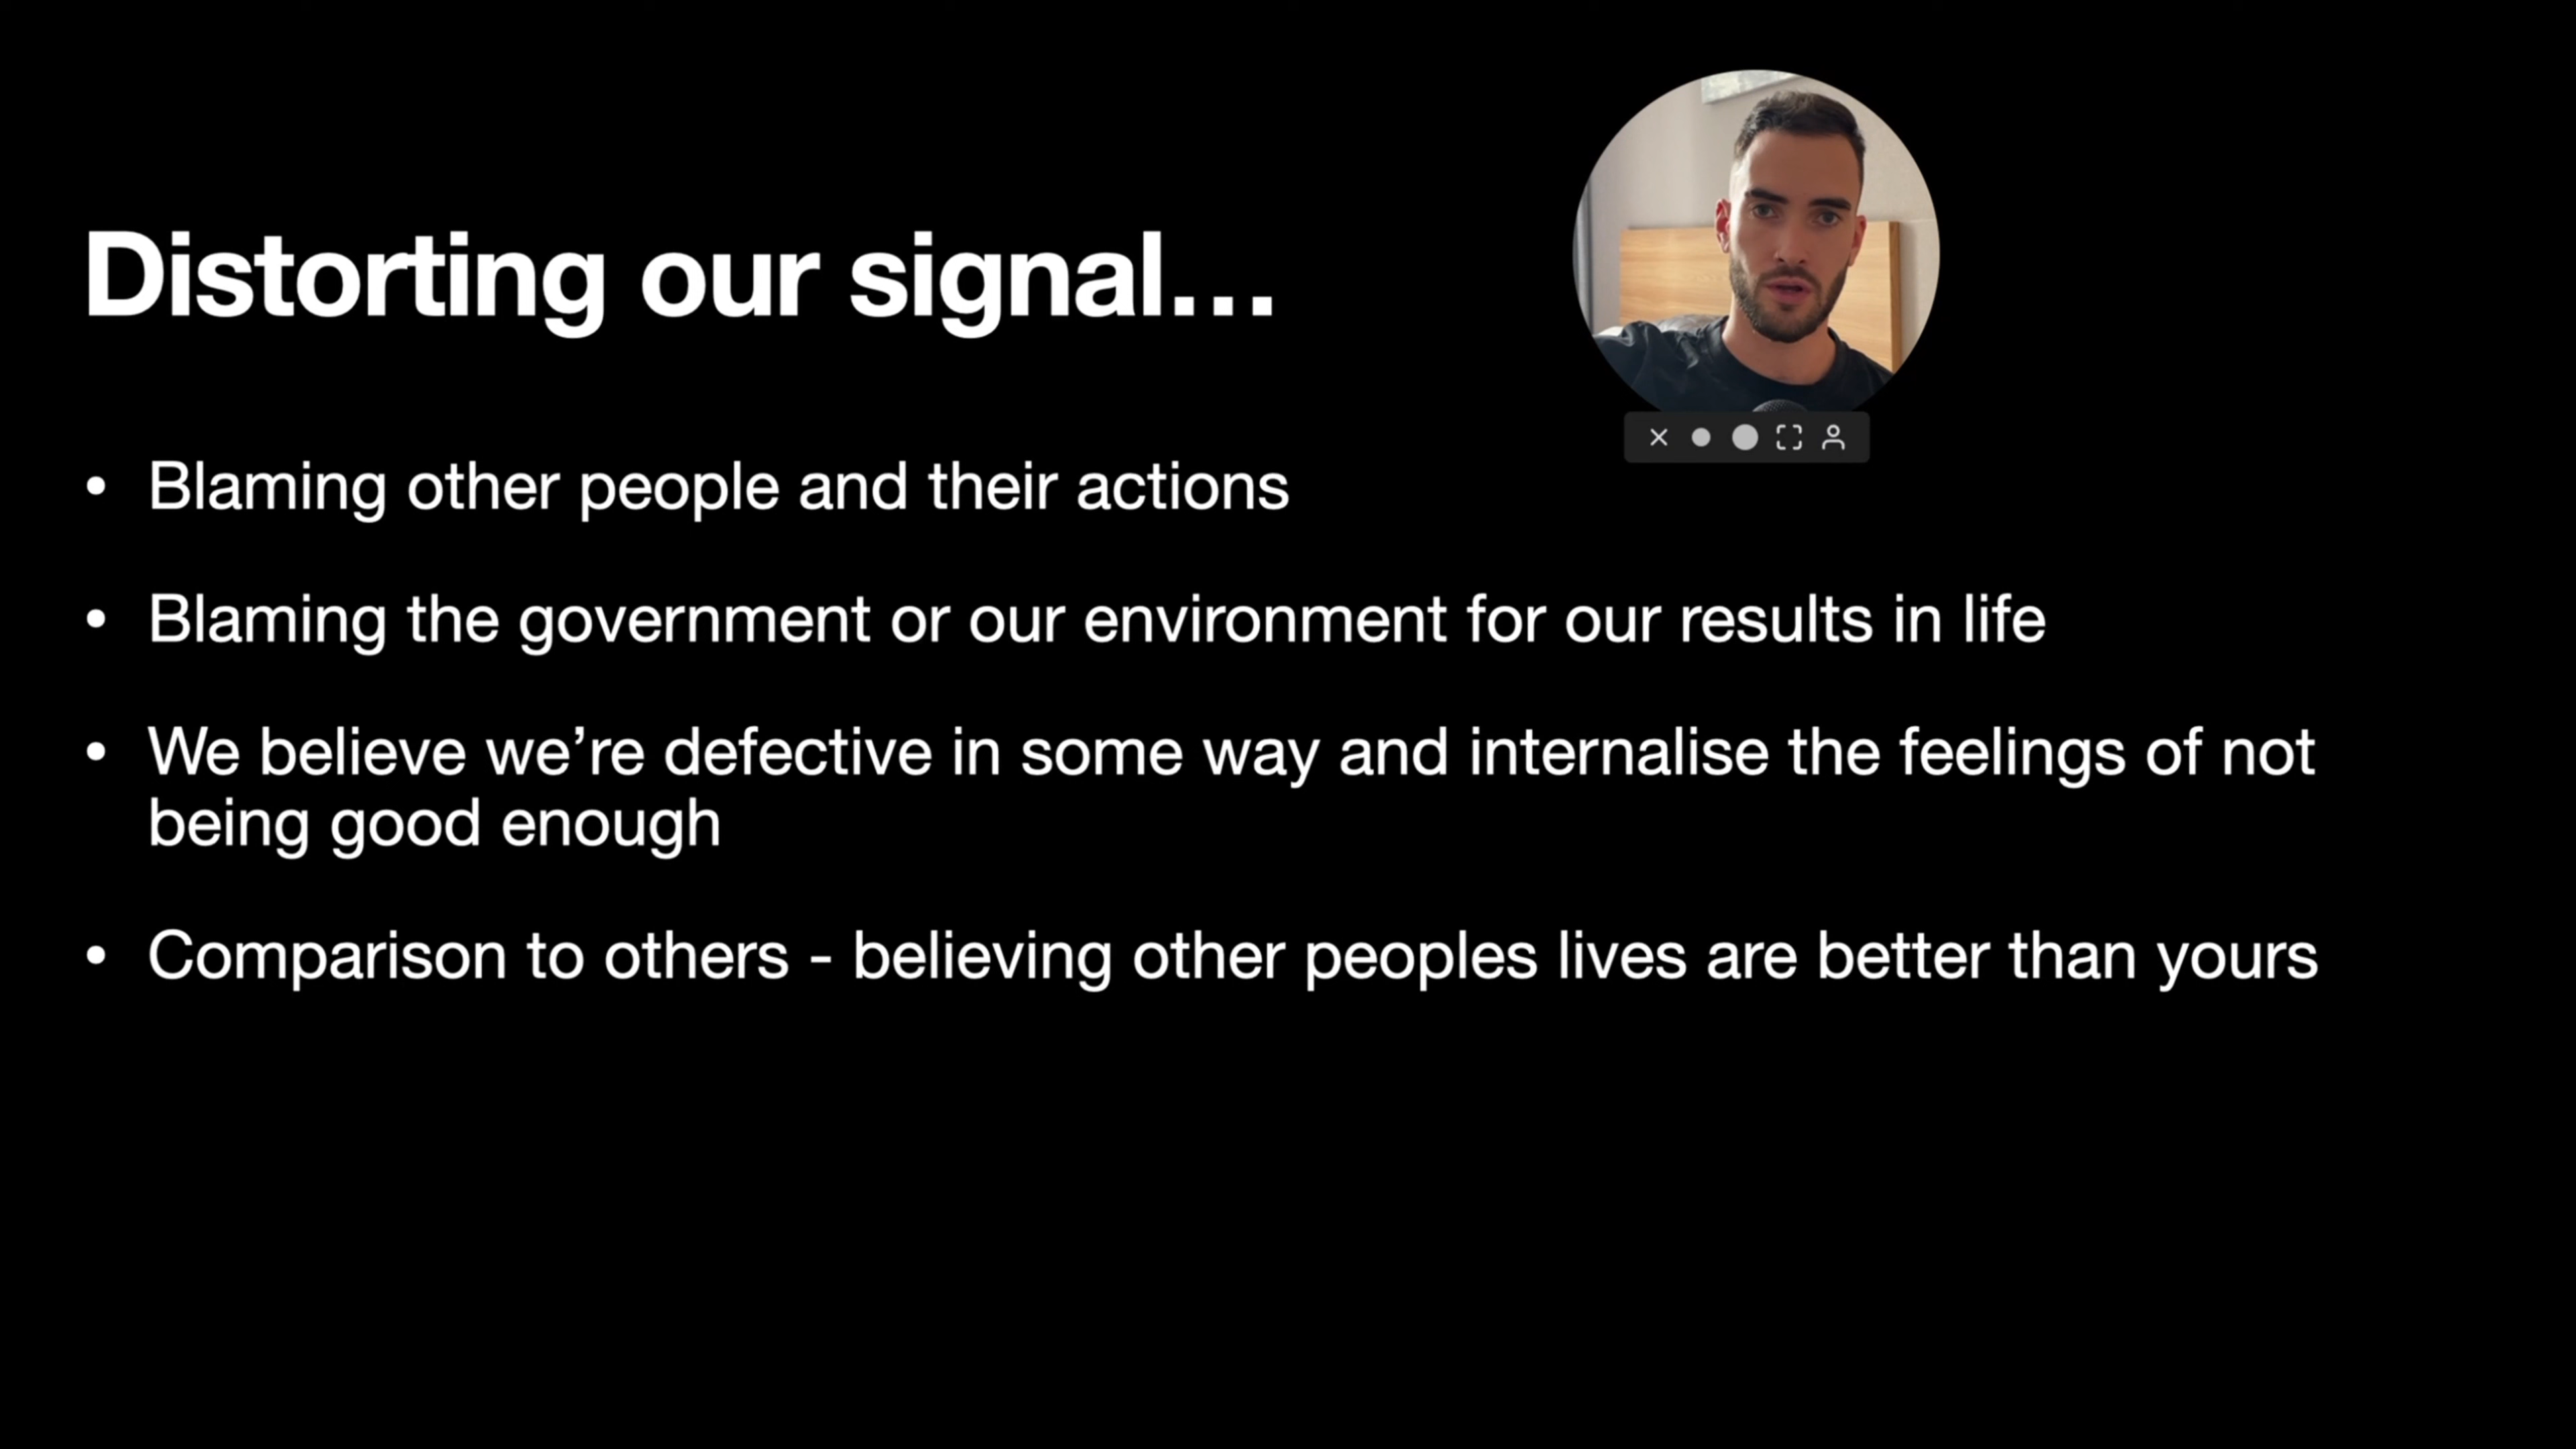 Distorting our signal…
• Blaming other people and their actions
• Blaming the government or our environment for our results in life
• We believe we’re defective in some way and internalise the feelings of not
being good enough
• Comparison to others - believing other peoples lives are better than yours